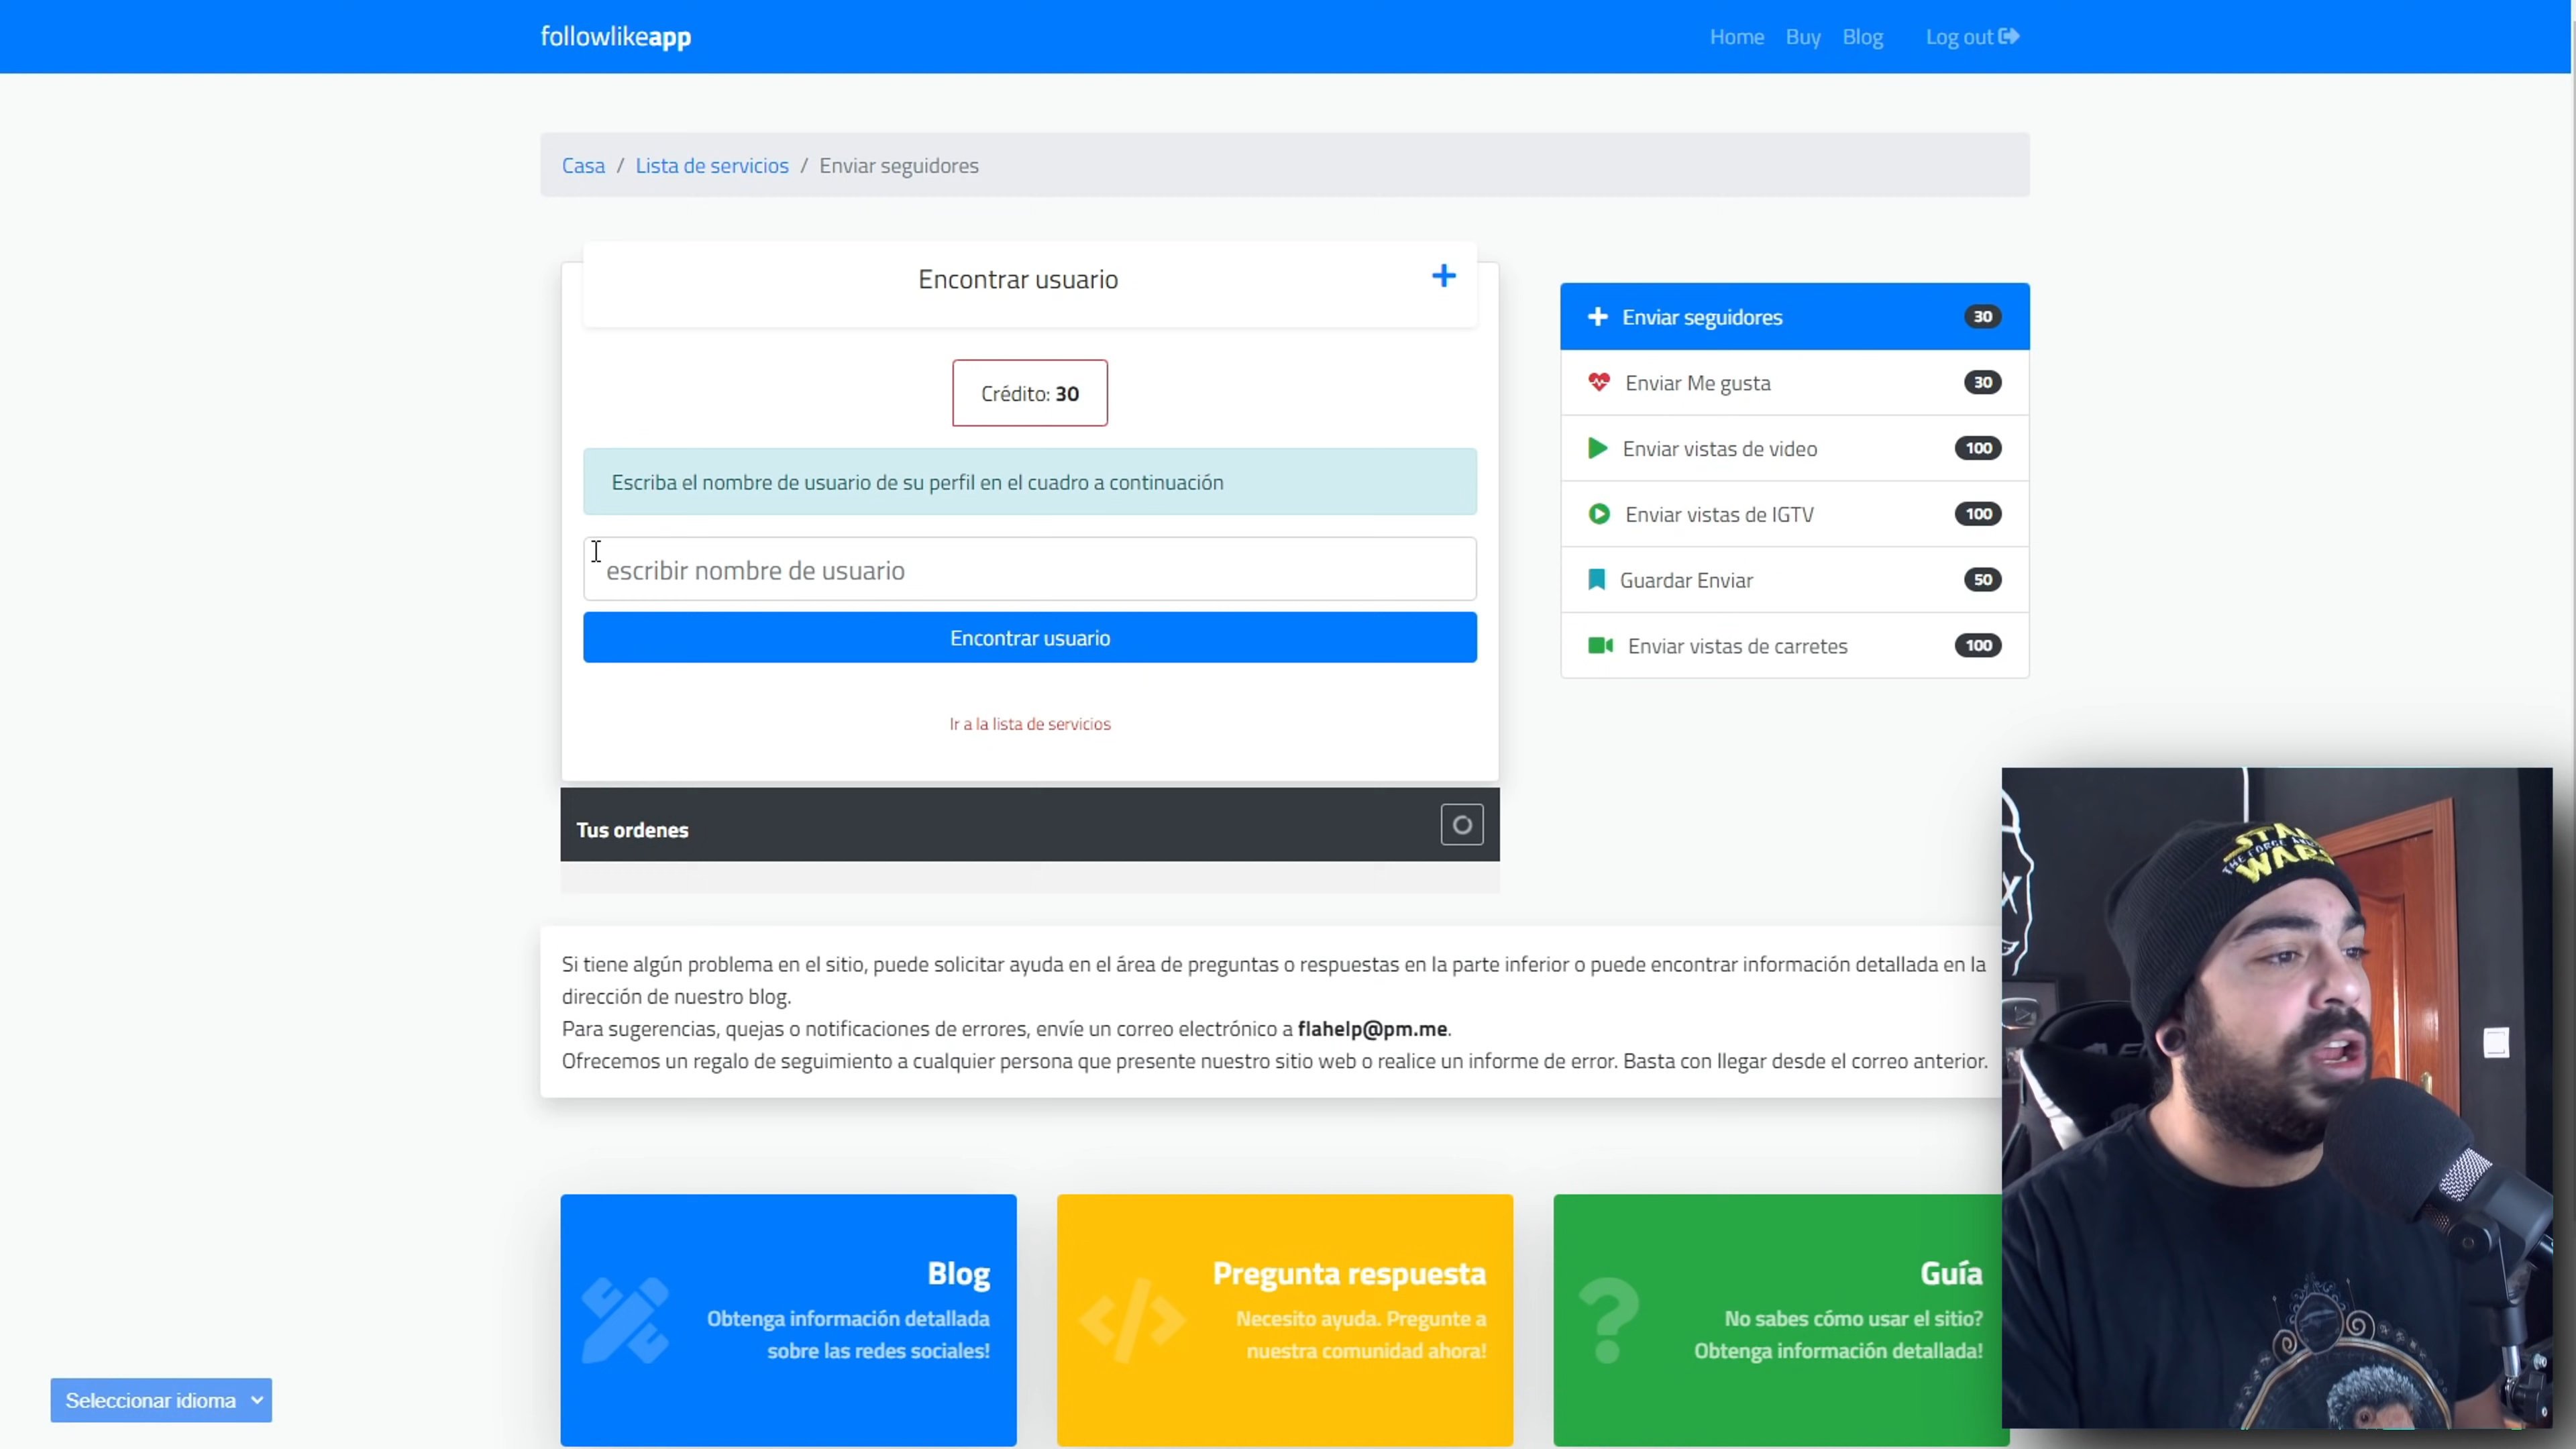 followlikeapp
Home Buy Blog Log out
Casa / Lista de servicios / Enviar seguidores
Encontrar usuario
Crédito: 30
Escriba el nombre de usuario de su perfil en el cuadro a continuación
escribir nombre de usuario
Encontrar usuario
Ir a la lista de servicios
Tus ordenes
Enviar seguidores 30
Enviar Me gusta 30
Enviar vistas de video 100
Enviar vistas de IGTV 100
Guardar Enviar 50
Enviar vistas de carretes 100
Si tiene algún problema en el sitio, puede solicitar ayuda en el área de preguntas o respuestas en la parte inferior o puede encontrar información detallada en la
dirección de nuestro blog.
Para sugerencias, quejas o notificaciones de errores, envíe un correo electrónico a flahelp@pm.me.
Ofrecemos un regalo de seguimiento a cualquier persona que presente nuestro sitio web o realice un informe de error. Basta con llegar desde el correo anterior.
Blog
Obtenga información detallada
sobre las redes sociales!
Pregunta respuesta
Necesito ayuda. Pregunte a
nuestra comunidad ahora!
Guía
No sabes cómo usar el sitio?
Obtenga información detallada!
Seleccionar idioma
STAR
THE FORCE
WARS